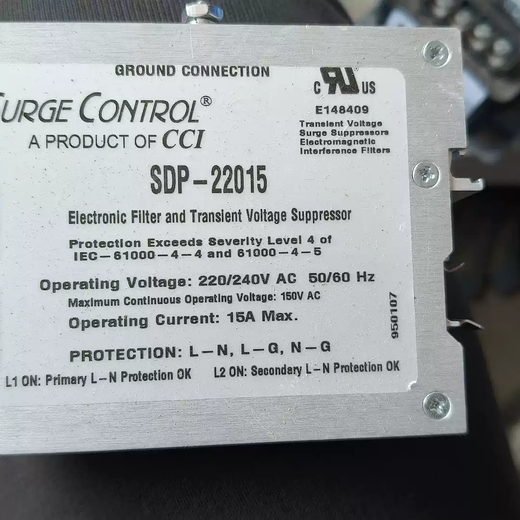 GROUND CONNECTION
C RU US
E148409
SURGE CONTROL®
A PRODUCT OF CCI
Transient Voltage
Surge Suppressors
Electromagnetic
Interference Filters
SDP-22015
Electronic Filter and Transient Voltage Suppressor
Protection Exceeds Severity Level 4 of
IEC-61000-4-4 and 61000-4-5
Operating Voltage: 220/240V AC 50/60 Hz
Maximum Continuous Operating Voltage: 150V AC
Operating Current: 15A Max.
950107
PROTECTION: L-N, L-G, N-G
L1 ON: Primary L-N Protection OK L2 ON: Secondary L-N Protection OK